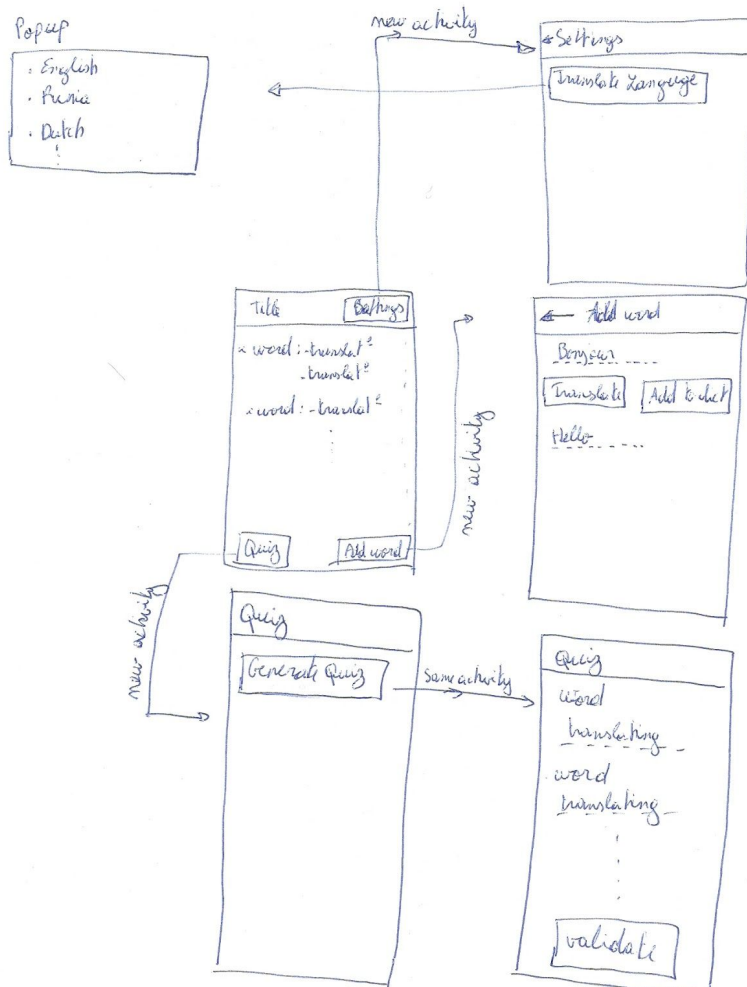 Popup
. English
. Russia
. Dutch
new activity
← Settings
Translate Language
Title Settings
word : - translat°
- translat°
word : - translat°
Quiz Add word
new activity
← Add word
Bonjour
Translate Add to
Hello
new activity
Quiz
Generate Quiz
Same activity
Quiz
word
translating
word
translating
validate